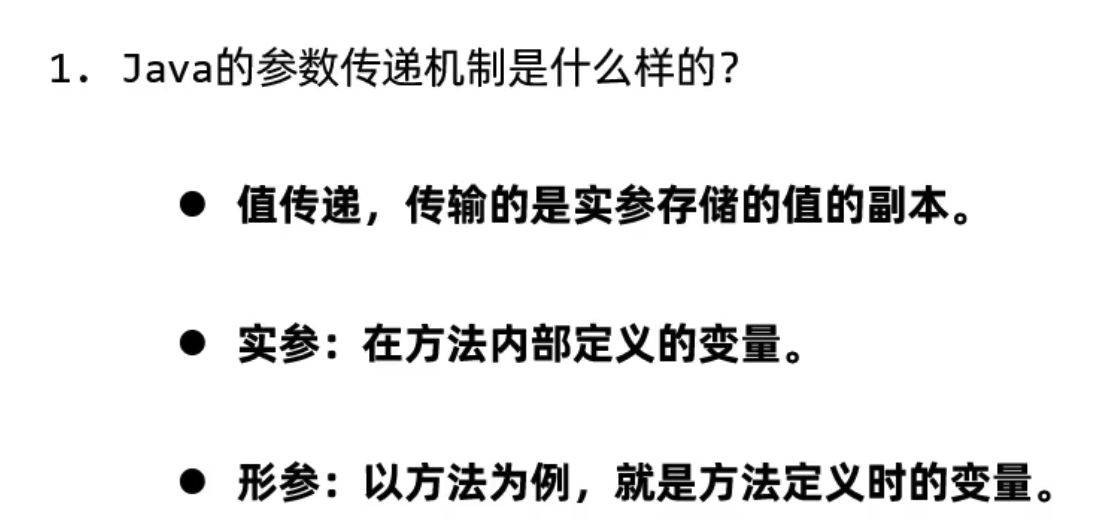 1. Java的参数传递机制是什么样的?
● 值传递，传输的是实参存储的值的副本。
● 实参：在方法内部定义的变量。
● 形参：以方法为例，就是方法定义时的变量。